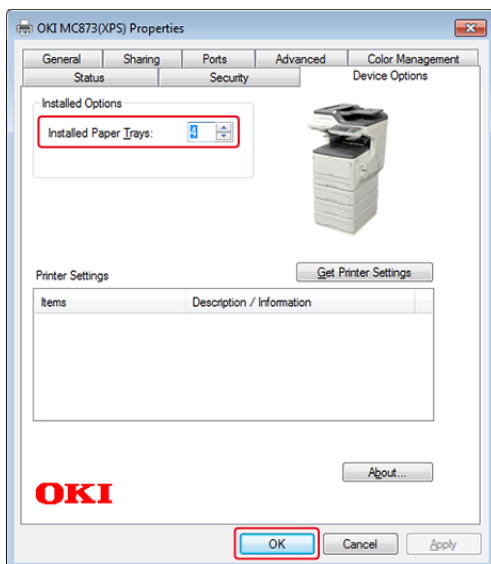 OKI MC873(XPS) Properties
General Sharing Ports Advanced Color Management
Status Security Device Options
Installed Options
Installed Paper Trays: 4
Printer Settings
Get Printer Settings
Items Description / Information
About...
OKI
OK Cancel Apply